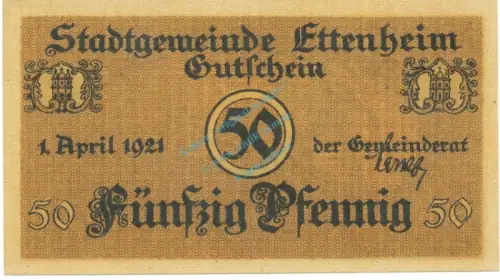 Stadtgemeinde Ettenheim
Gutschein
1. April 1921 50 der Gemeinderat
50 Fünfzig Pfennig 50